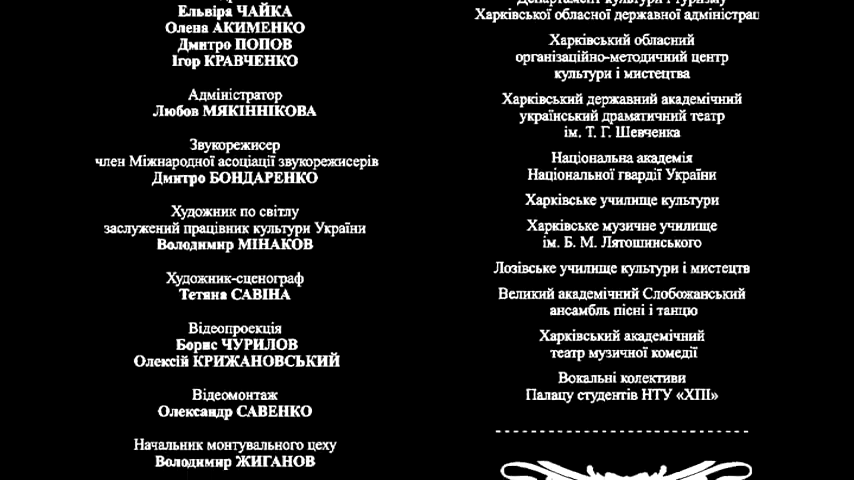 Ельвіра ЧАЙКА
Олена АКИМЕНКО
Дмитро ПОПОВ
Ігор КРАВЧЕНКО
Адміністратор
Любов МЯКІННІКОВА
Звукорежисер
член Міжнародної асоціації звукорежисерів
Дмитро БОНДАРЕНКО
Художник по світлу
заслужений працівник культури України
Володимир МІНАКОВ
Художник-сценограф
Тетяна САВІНА
Відеопроекція
Борис ЧУРИЛОВ
Олексій КРИЖАНОВСЬКИЙ
Відеомонтаж
Олександр САВЕНКО
Начальник монтувального цеху
Володимир ЖИГАНОВ
Департамент культури і туризму
Харківської обласної державної адміністрац
Харківський обласний
організаційно-методичний центр
культури і мистецтва
Харківський державний академічний
український драматичний театр
ім. Т. Г. Шевченка
Національна академія
Національної гвардії України
Харківське училище культури
Харківське музичне училище
ім. Б. М. Лятошинського
Лозівське училище культури і мистецтв
Великий академічний Слобожанський
ансамбль пісні і танцю
Харківський академічний
театр музичної комедії
Вокальні колективи
Палацу студентів НТУ «ХПІ»